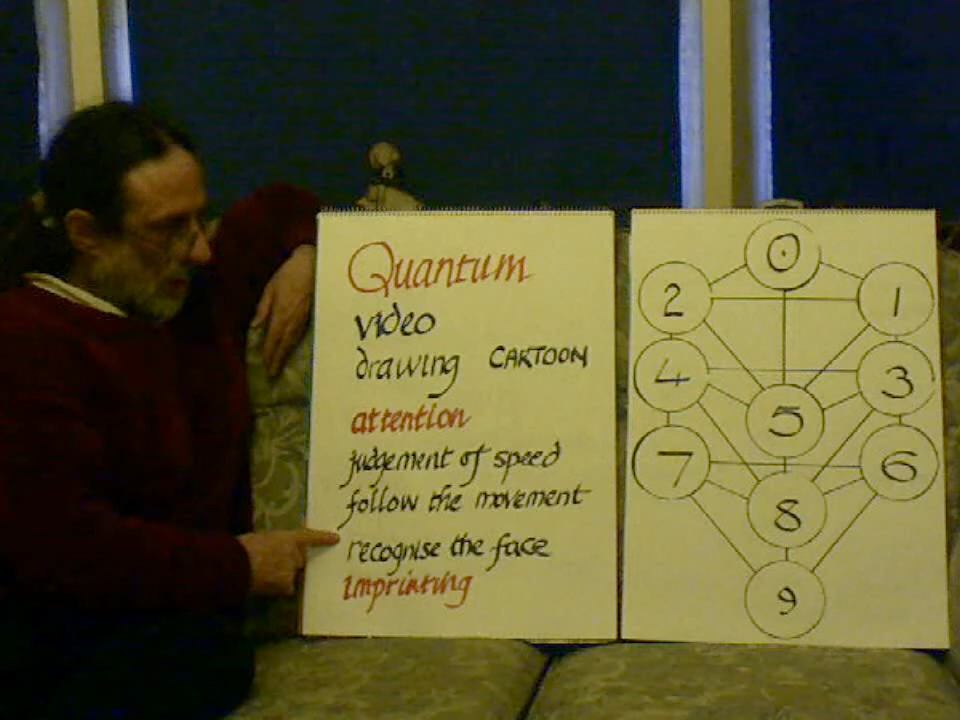 Quantum
video
drawing CARTOON
attention
judgement of speed
follow the movement
recognise the face
imprinting
0
2 1
4 3
5
7 6
8
9